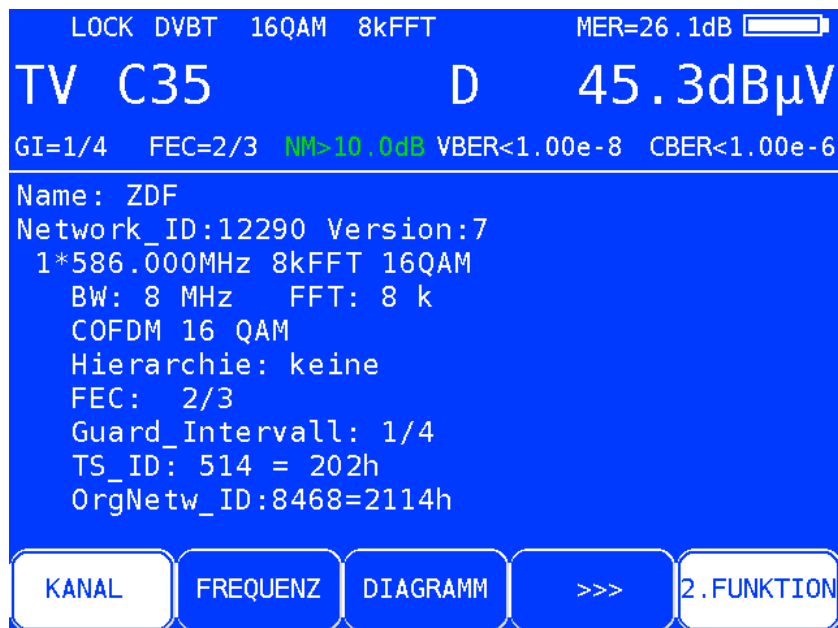 LOCK DVBT 16QAM 8kFFT MER=26.1dB
TV C35 D 45.3dBµV
GI=1/4 FEC=2/3 NM>10.0dB VBER<1.00e-8 CBER<1.00e-6
Name: ZDF
Network_ID:12290 Version:7
1*586.000MHz 8kFFT 16QAM
BW: 8 MHz FFT: 8 k
COFDM 16 QAM
Hierarchie: keine
FEC: 2/3
Guard_Intervall: 1/4
TS_ID: 514 = 202h
OrgNetw_ID:8468=2114h
KANAL FREQUENZ DIAGRAMM >>> 2.FUNKTION